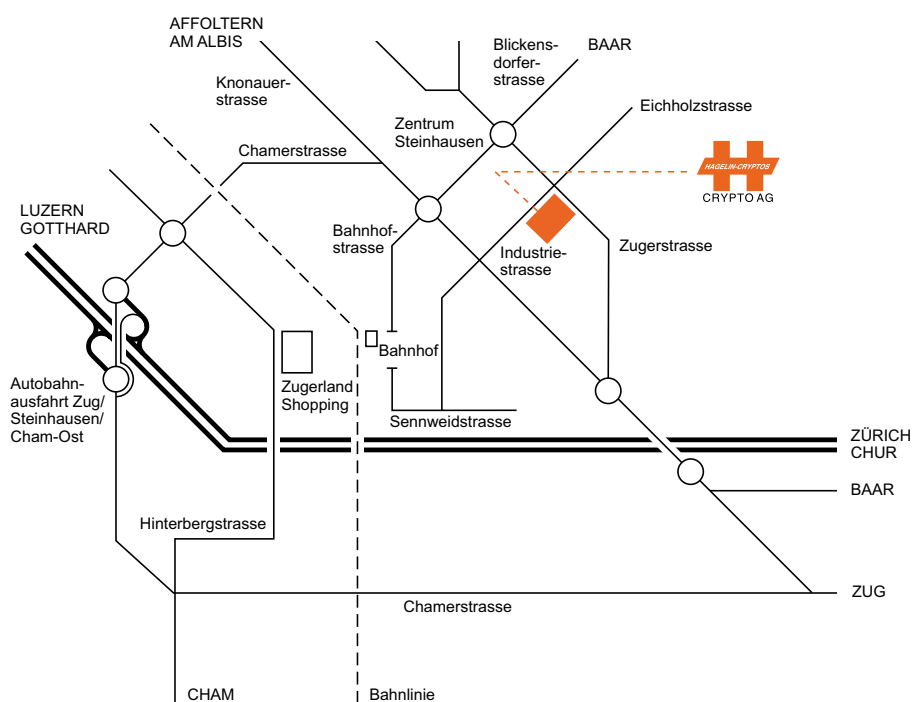 AFFOLTERN
AM ALBIS
Blickens-
dorfer-
strasse
BAAR
Knonauer-
strasse
Eichholzstrasse
Zentrum
Steinhausen
Chamerstrasse
HAGELIN-CRYPTOS
CRYPTO AG
LUZERN
GOTTHARD
Bahnhof-
strasse
Industrie-
strasse
Zugerstrasse
Bahnhof
Zugerland
Shopping
Autobahn-
ausfahrt Zug/
Steinhausen/
Cham-Ost
Sennweidstrasse
ZÜRICH
CHUR
BAAR
Hinterbergstrasse
ZUG
Chamerstrasse
CHAM
Bahnlinie